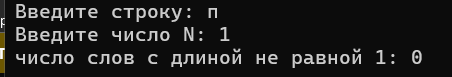 Введите строку: п
Введите число N: 1
число слов с длиной не равной 1: 0